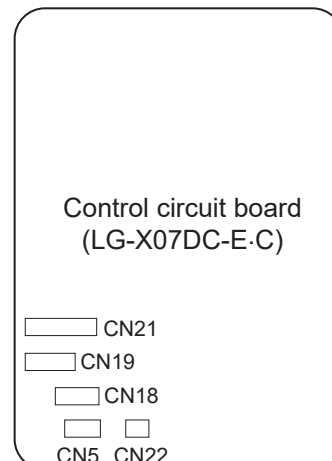 Control circuit board
(LG-X07DC-E·C)
CN21
CN19
CN18
CN5 CN22